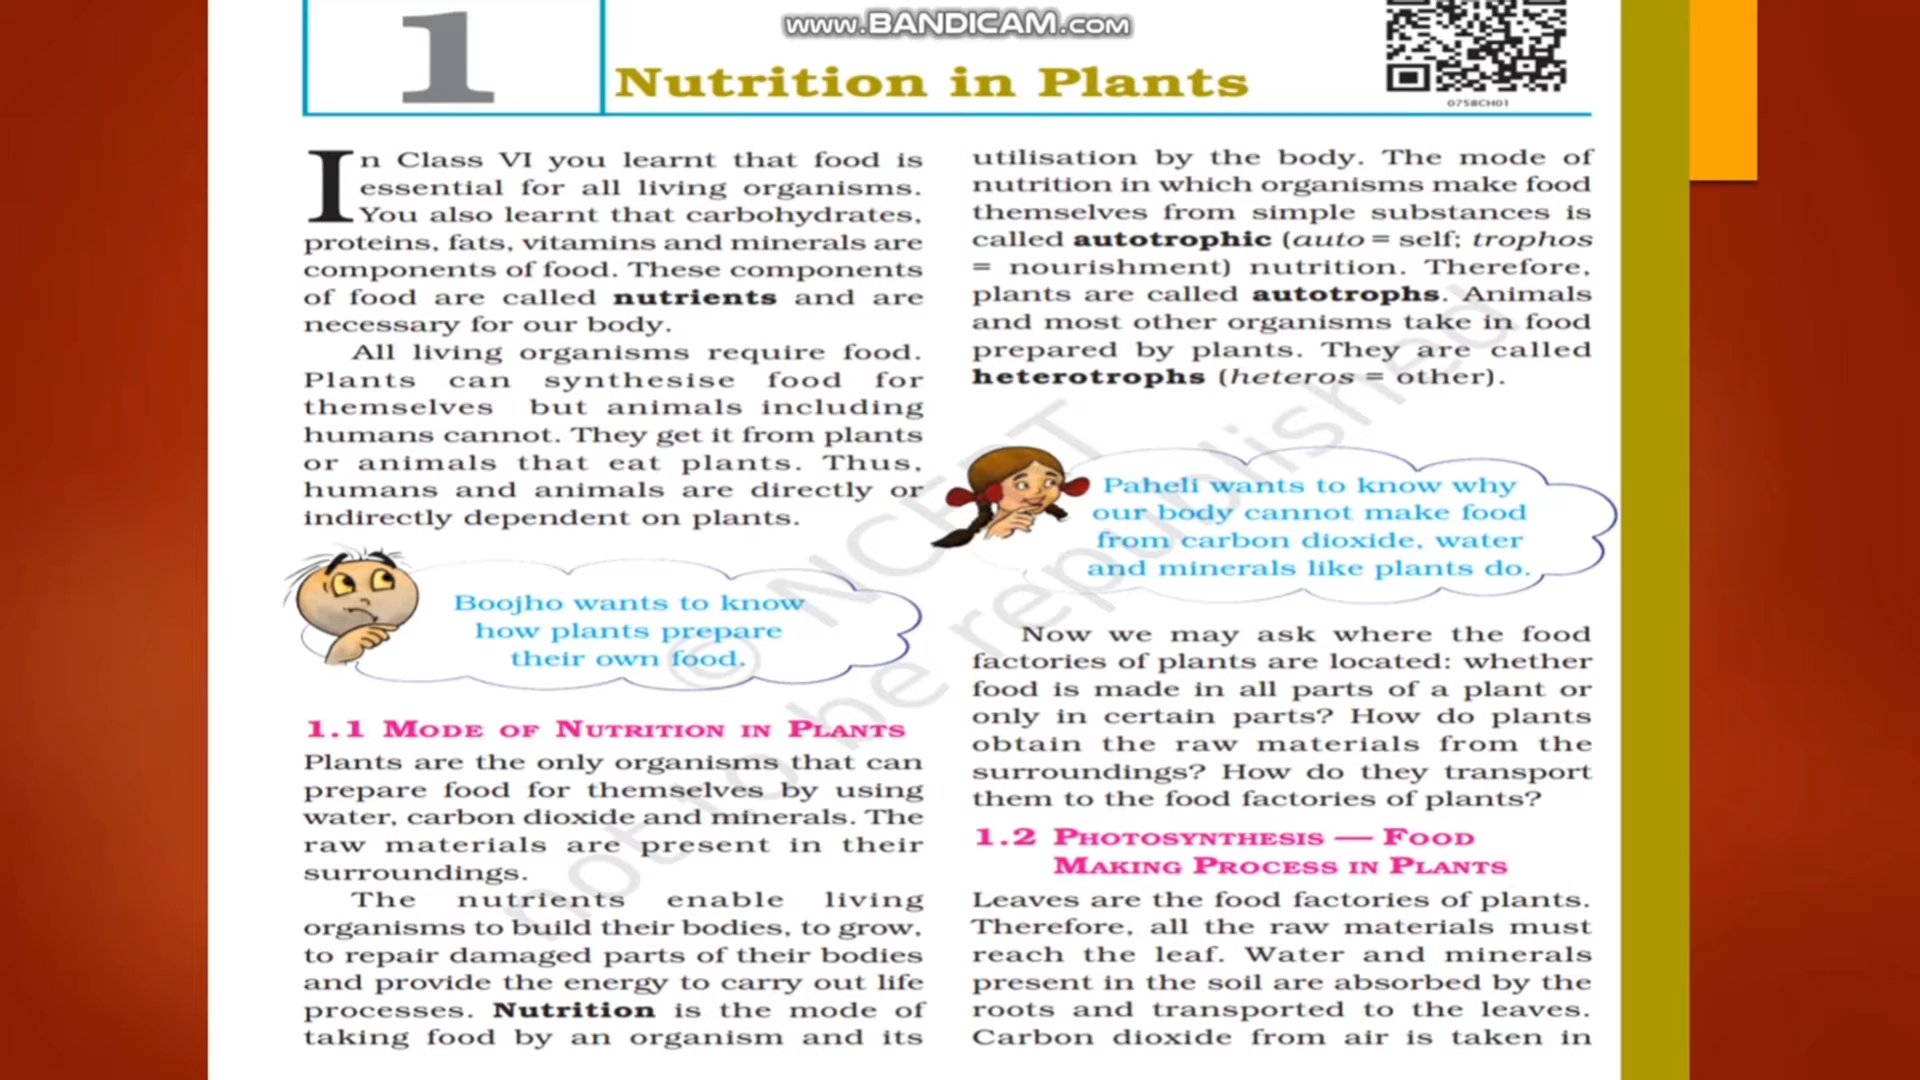 www.BANDICAM.com
1
Nutrition in Plants
0758CH01
In Class VI you learnt that food is
essential for all living organisms.
You also learnt that carbohydrates,
proteins, fats, vitamins and minerals are
components of food. These components
of food are called nutrients and are
necessary for our body.
All living organisms require food.
Plants can synthesise food for
themselves but animals including
humans cannot. They get it from plants
or animals that eat plants. Thus,
humans and animals are directly or
indirectly dependent on plants.
Boojho wants to know
how plants prepare
their own food.
1.1 MODE OF NUTRITION IN PLANTS
Plants are the only organisms that can
prepare food for themselves by using
water, carbon dioxide and minerals. The
raw materials are present in their
surroundings.
The nutrients enable living
organisms to build their bodies, to grow,
to repair damaged parts of their bodies
and provide the energy to carry out life
processes. Nutrition is the mode of
taking food by an organism and its
utilisation by the body. The mode of
nutrition in which organisms make food
themselves from simple substances is
called autotrophic (auto = self; trophos
= nourishment) nutrition. Therefore,
plants are called autotrophs. Animals
and most other organisms take in food
prepared by plants. They are called
heterotrophs (heteros = other).
Paheli wants to know why
our body cannot make food
from carbon dioxide, water
and minerals like plants do.
Now we may ask where the food
factories of plants are located: whether
food is made in all parts of a plant or
only in certain parts? How do plants
obtain the raw materials from the
surroundings? How do they transport
them to the food factories of plants?
1.2 PHOTOSYNTHESIS — FOOD
MAKING PROCESS IN PLANTS
Leaves are the food factories of plants.
Therefore, all the raw materials must
reach the leaf. Water and minerals
present in the soil are absorbed by the
roots and transported to the leaves.
Carbon dioxide from air is taken in
© NCERT
not to be republished